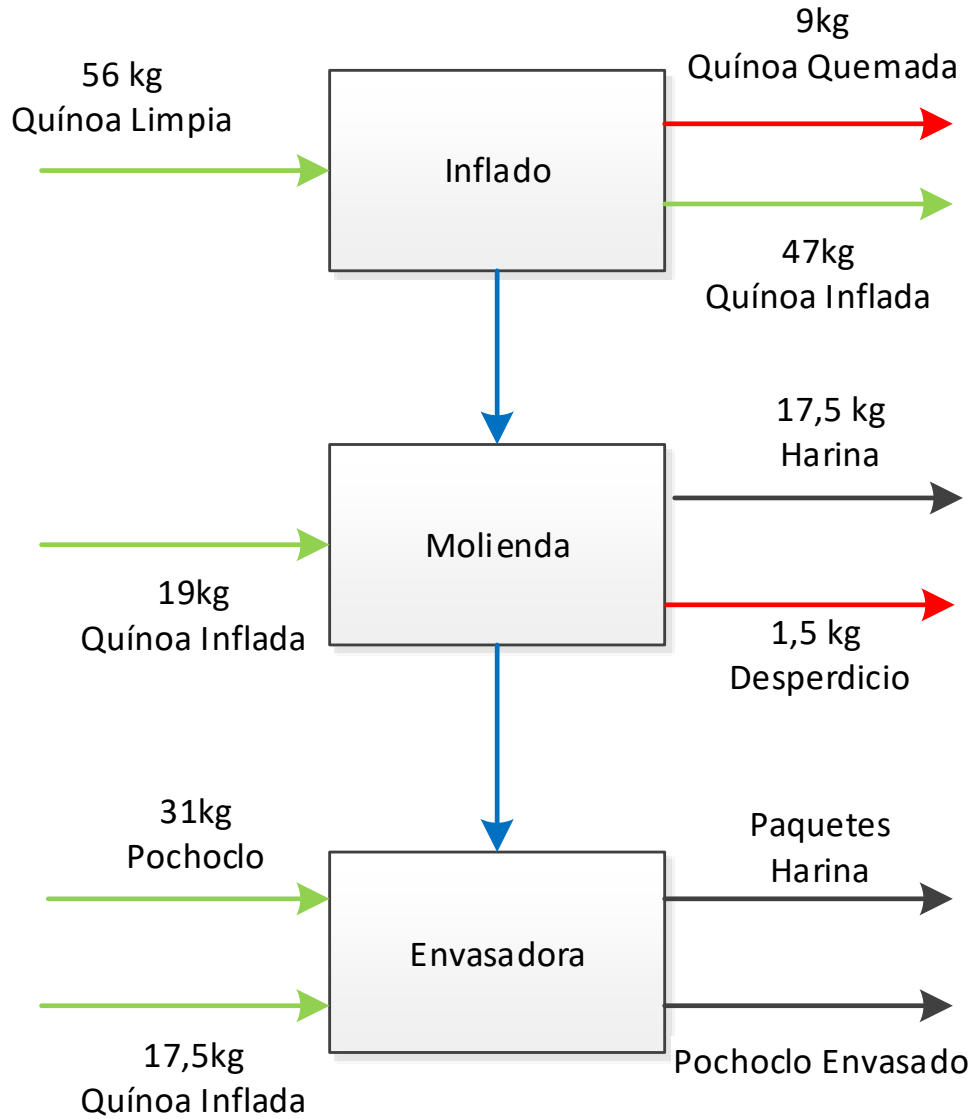 56 kg
Quínoa Limpia
Inflado
9kg
Quínoa Quemada
47kg
Quínoa Inflada
19kg
Quínoa Inflada
Molienda
17,5 kg
Harina
1,5 kg
Desperdicio
31kg
Pochoclo
17,5kg
Quínoa Inflada
Envasadora
Paquetes
Harina
Pochoclo Envasado